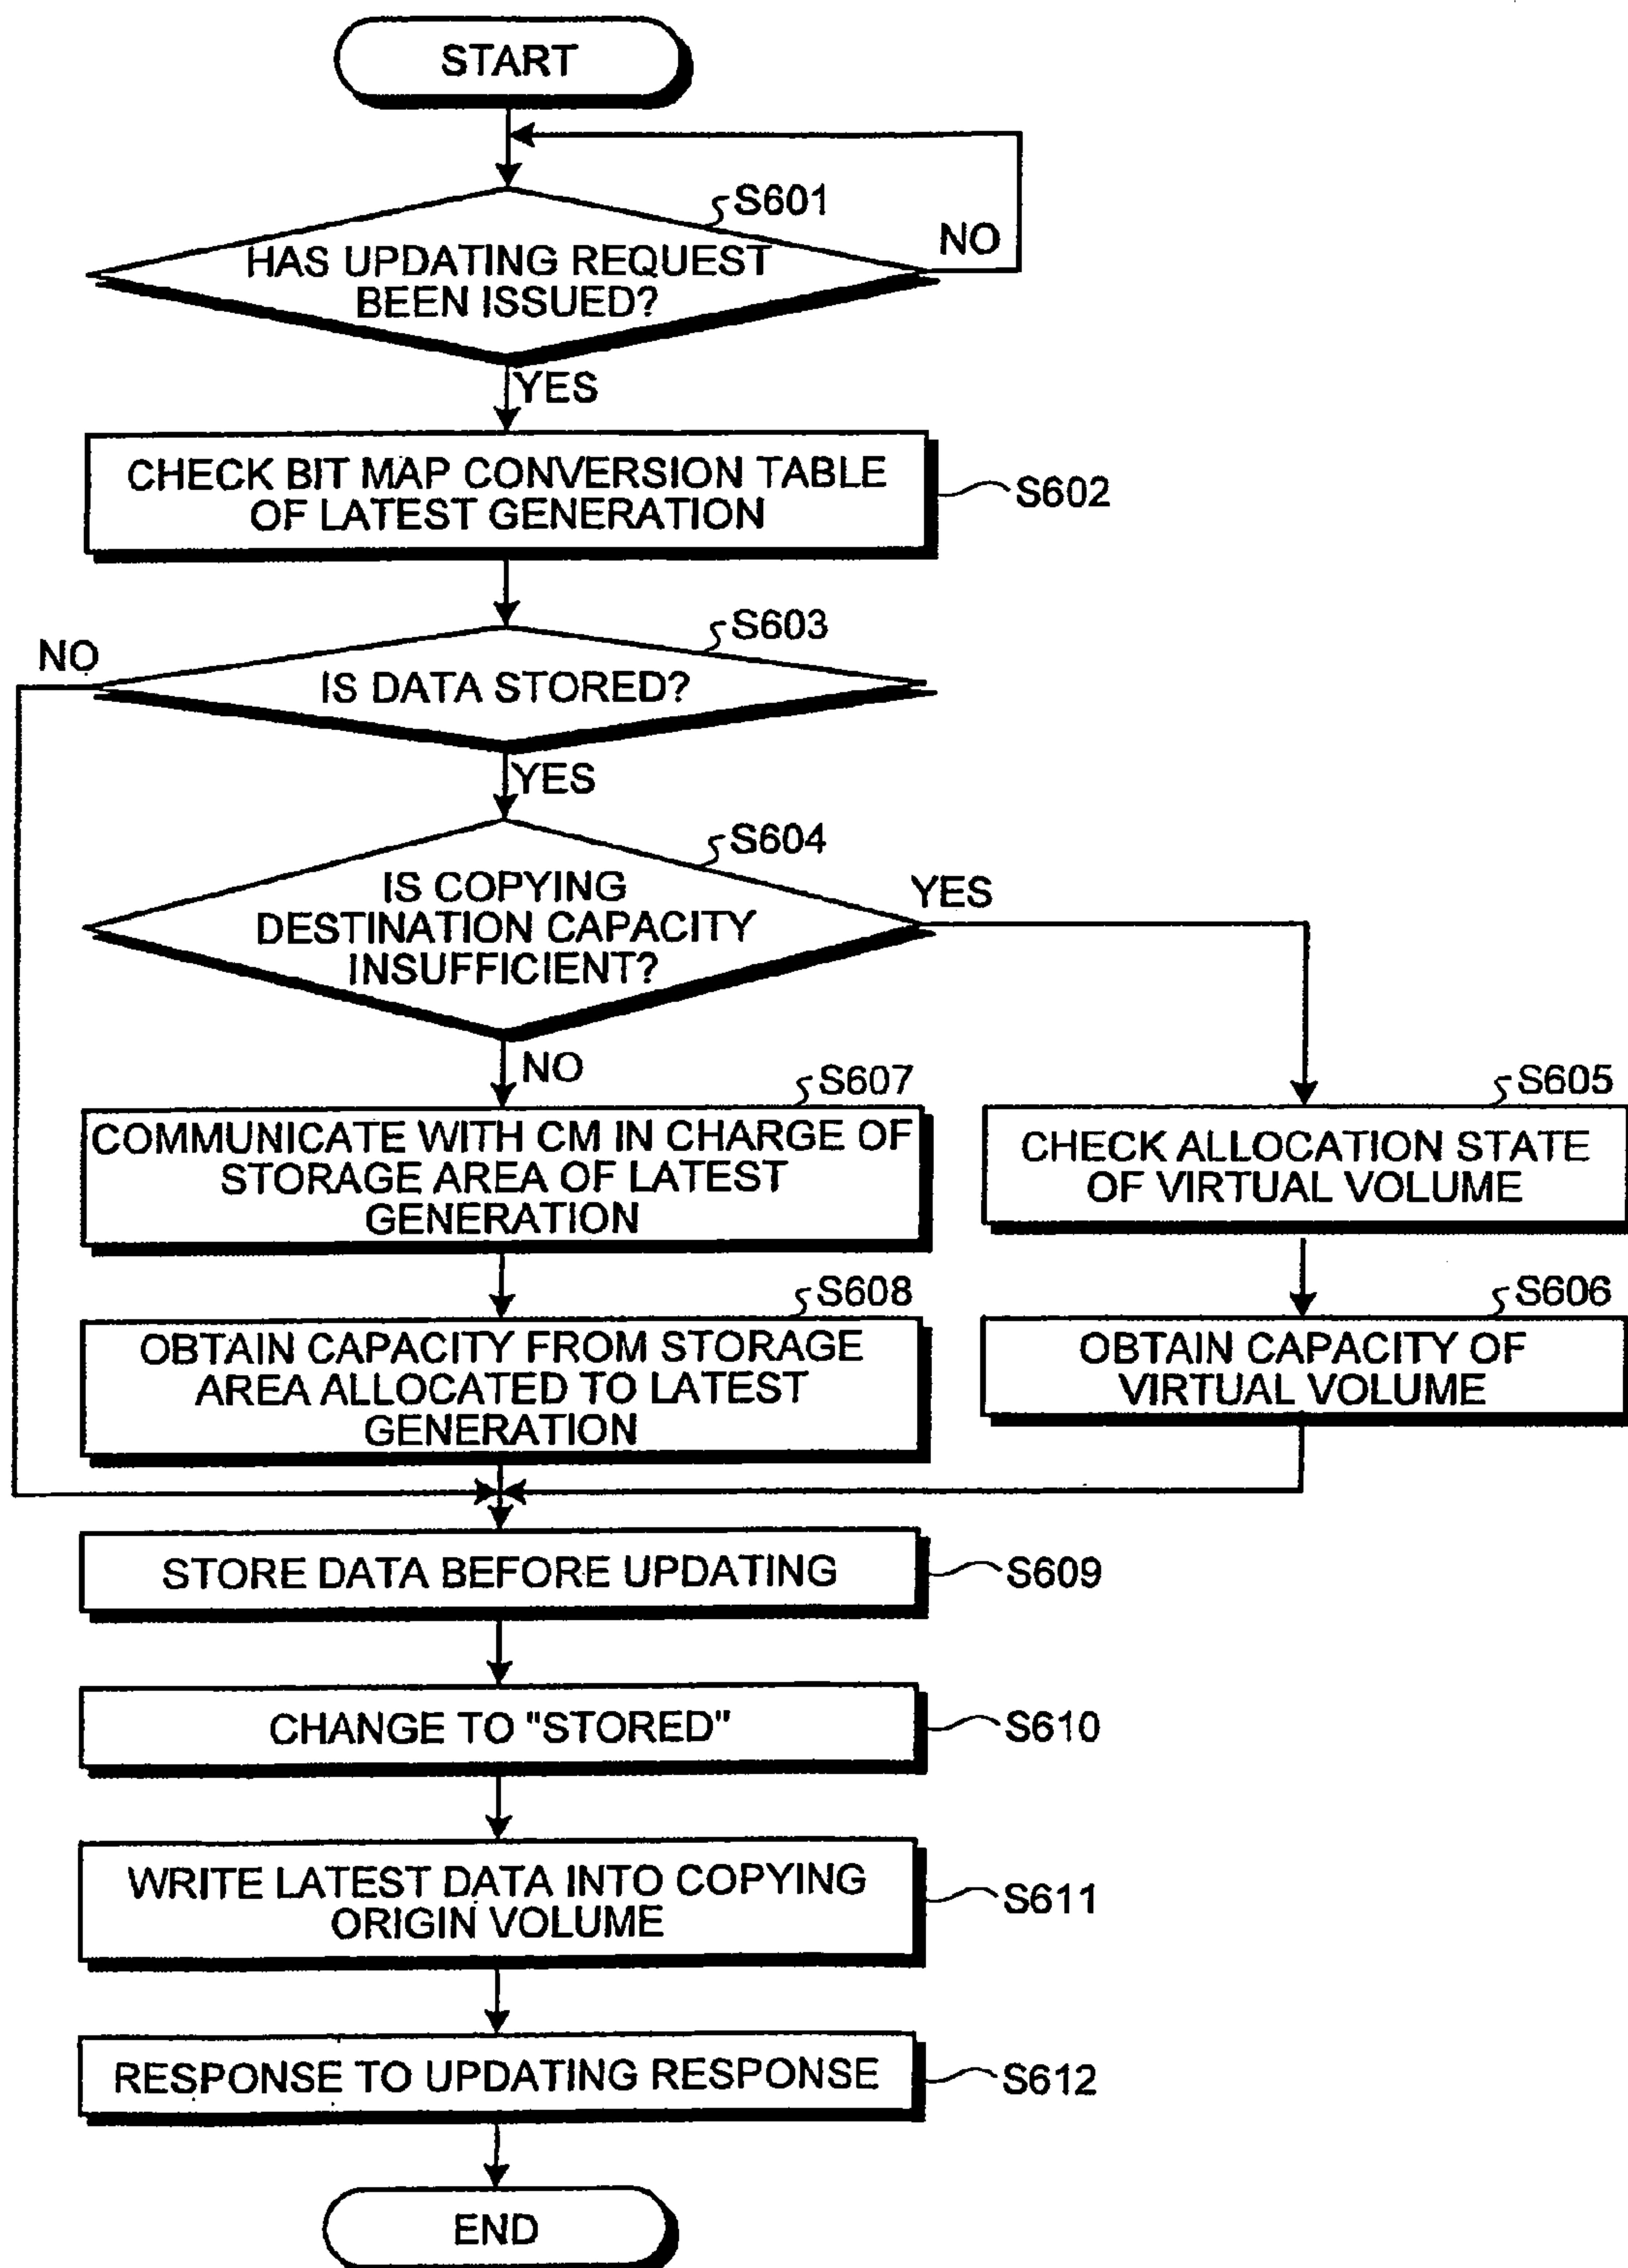 START
S601
NO
HAS UPDATING REQUEST
BEEN ISSUED?
YES
CHECK BIT MAP CONVERSION TABLE
OF LATEST GENERATION
S602
S603
NO
IS DATA STORED?
YES
S604
IS COPYING
DESTINATION CAPACITY
INSUFFICIENT?
YES
NO
S607
COMMUNICATE WITH CM IN CHARGE OF
STORAGE AREA OF LATEST
GENERATION
S605
CHECK ALLOCATION STATE
OF VIRTUAL VOLUME
S608
OBTAIN CAPACITY FROM STORAGE
AREA ALLOCATED TO LATEST
GENERATION
S606
OBTAIN CAPACITY OF
VIRTUAL VOLUME
STORE DATA BEFORE UPDATING
S609
CHANGE TO "STORED"
S610
WRITE LATEST DATA INTO COPYING
ORIGIN VOLUME
S611
RESPONSE TO UPDATING RESPONSE
S612
END